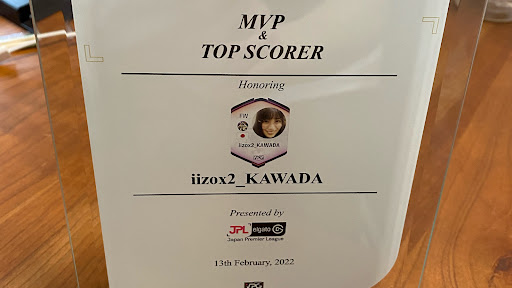 MVP
&
TOP SCORER
Honoring
FW
iizox2_KAWADA
iizox2_KAWADA
Presented by
JPL elgato
Japan Premier League
13th February, 2022